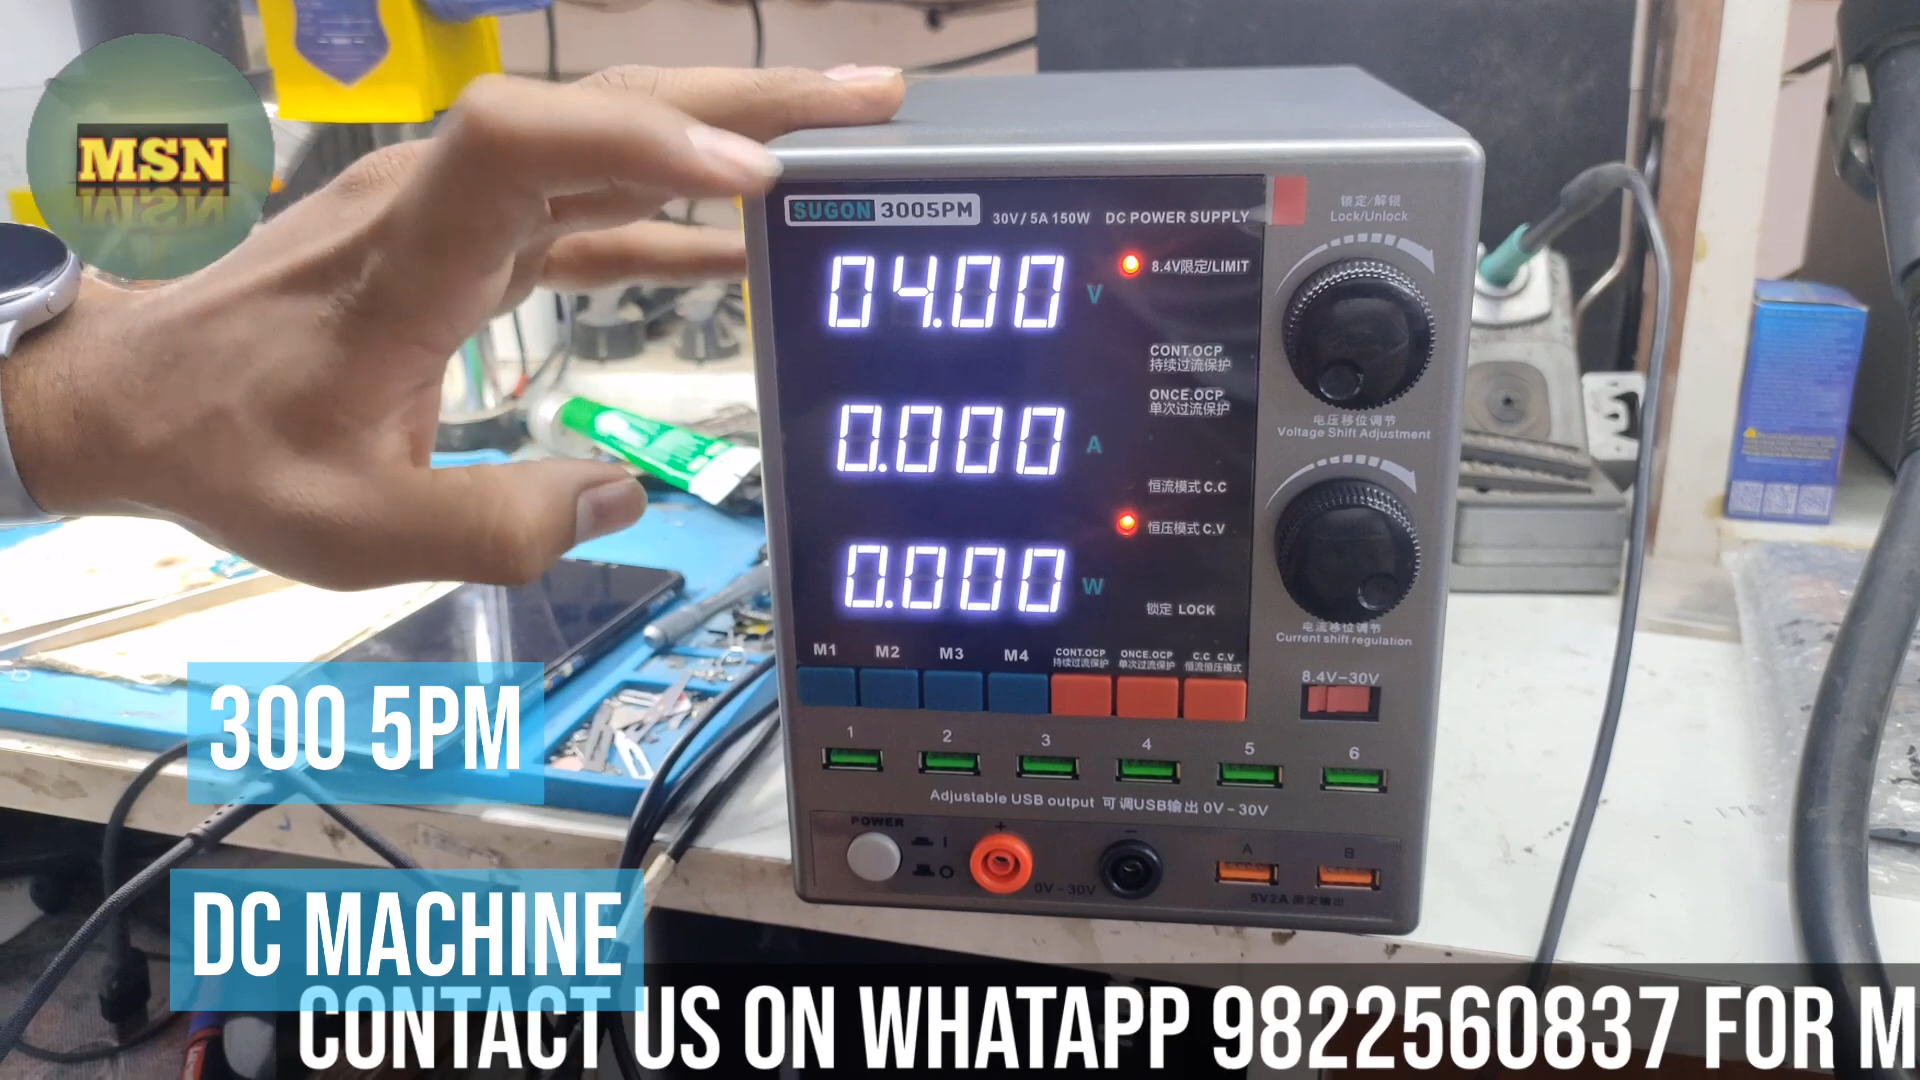 MSN
SUGON 3005PM 30V / 5A 150W DC POWER SUPPLY
锁定/解锁
Lock/Unlock
04.00 V
8.4V限定/LIMIT
CONT.OCP
持续过流保护
ONCE.OCP
单次过流保护
0.000 A
恒流模式 C.C
恒压模式 C.V
0.000 W
锁定 LOCK
电压移位调节
Voltage Shift Adjustment
电流移位调节
Current shift regulation
M1 M2 M3 M4
CONT.OCP
持续过流保护
ONCE.OCP
单次过流保护
C.C C.V
恒流恒压模式
8.4V-30V
1 2 3 4 5 6
Adjustable USB output 可调USB输出 0V - 30V
POWER
I
O
+
-
0V - 30V
A B
5V2A 固定输出
300 5PM
DC MACHINE
CONTACT US ON WHATAPP 9822560837 FOR M